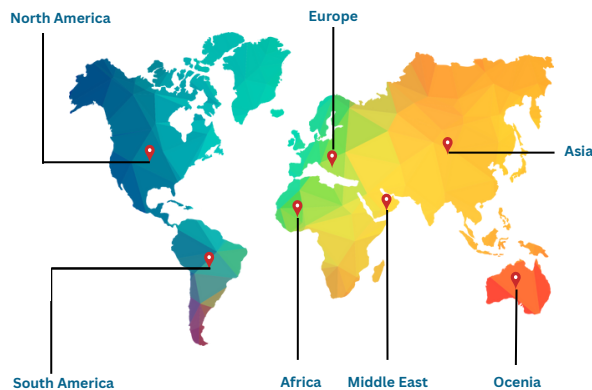 Europe
North America
Asia
South America
Africa
Middle East
Ocenia